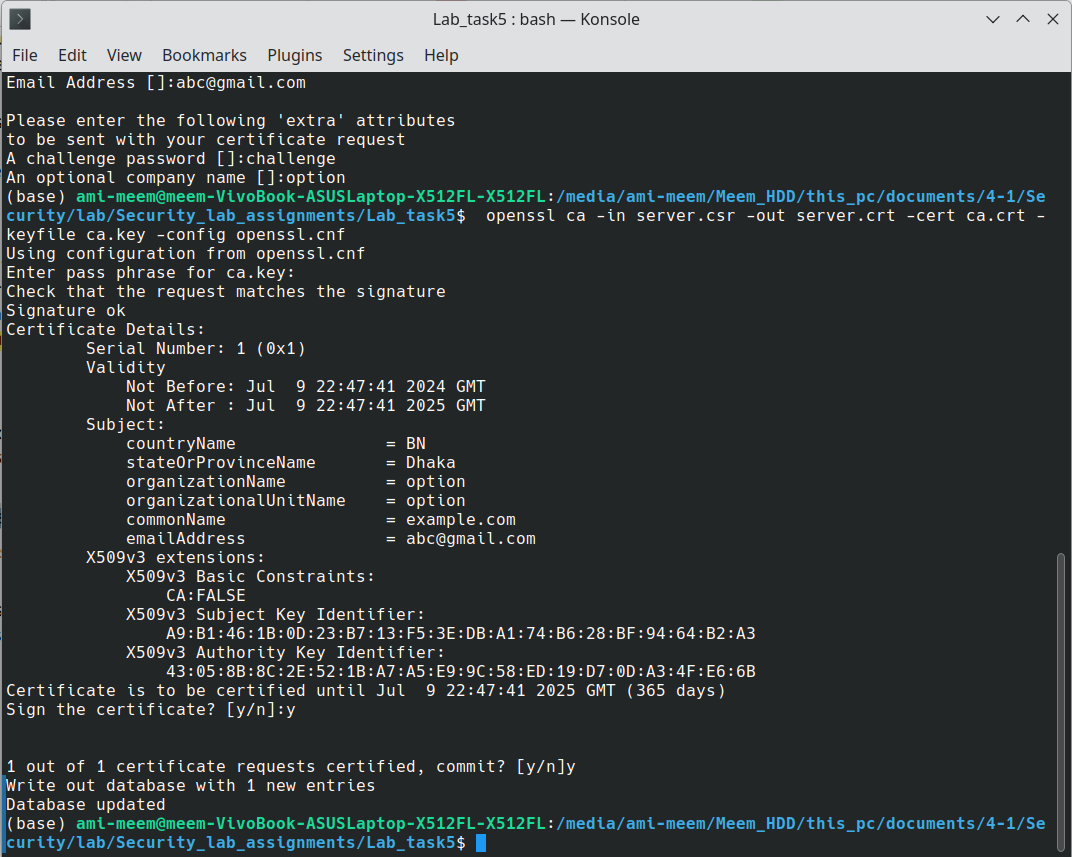 Lab_task5 : bash — Konsole
File Edit View Bookmarks Plugins Settings Help
Email Address []:abc@gmail.com
Please enter the following 'extra' attributes
to be sent with your certificate request
A challenge password []:challenge
An optional company name []:option
(base) ami-meem@meem-VivoBook-ASUSLaptop-X512FL-X512FL:/media/ami-meem/Meem_HDD/this_pc/documents/4-1/Se
curity/lab/Security_lab_assignments/Lab_task5$  openssl ca -in server.csr -out server.crt -cert ca.crt -
keyfile ca.key -config openssl.cnf
Using configuration from openssl.cnf
Enter pass phrase for ca.key:
Check that the request matches the signature
Signature ok
Certificate Details:
        Serial Number: 1 (0x1)
        Validity
            Not Before: Jul  9 22:47:41 2024 GMT
            Not After : Jul  9 22:47:41 2025 GMT
        Subject:
            countryName               = BN
            stateOrProvinceName       = Dhaka
            organizationName          = option
            organizationalUnitName    = option
            commonName                = example.com
            emailAddress              = abc@gmail.com
        X509v3 extensions:
            X509v3 Basic Constraints:
                CA:FALSE
            X509v3 Subject Key Identifier:
                A9:B1:46:1B:0D:23:B7:13:F5:3E:DB:A1:74:B6:28:BF:94:64:B2:A3
            X509v3 Authority Key Identifier:
                43:05:8B:8C:2E:52:1B:A7:A5:E9:9C:58:ED:19:D7:0D:A3:4F:E6:6B
Certificate is to be certified until Jul  9 22:47:41 2025 GMT (365 days)
Sign the certificate? [y/n]:y
1 out of 1 certificate requests certified, commit? [y/n]y
Write out database with 1 new entries
Database updated
(base) ami-meem@meem-VivoBook-ASUSLaptop-X512FL-X512FL:/media/ami-meem/Meem_HDD/this_pc/documents/4-1/Se
curity/lab/Security_lab_assignments/Lab_task5$